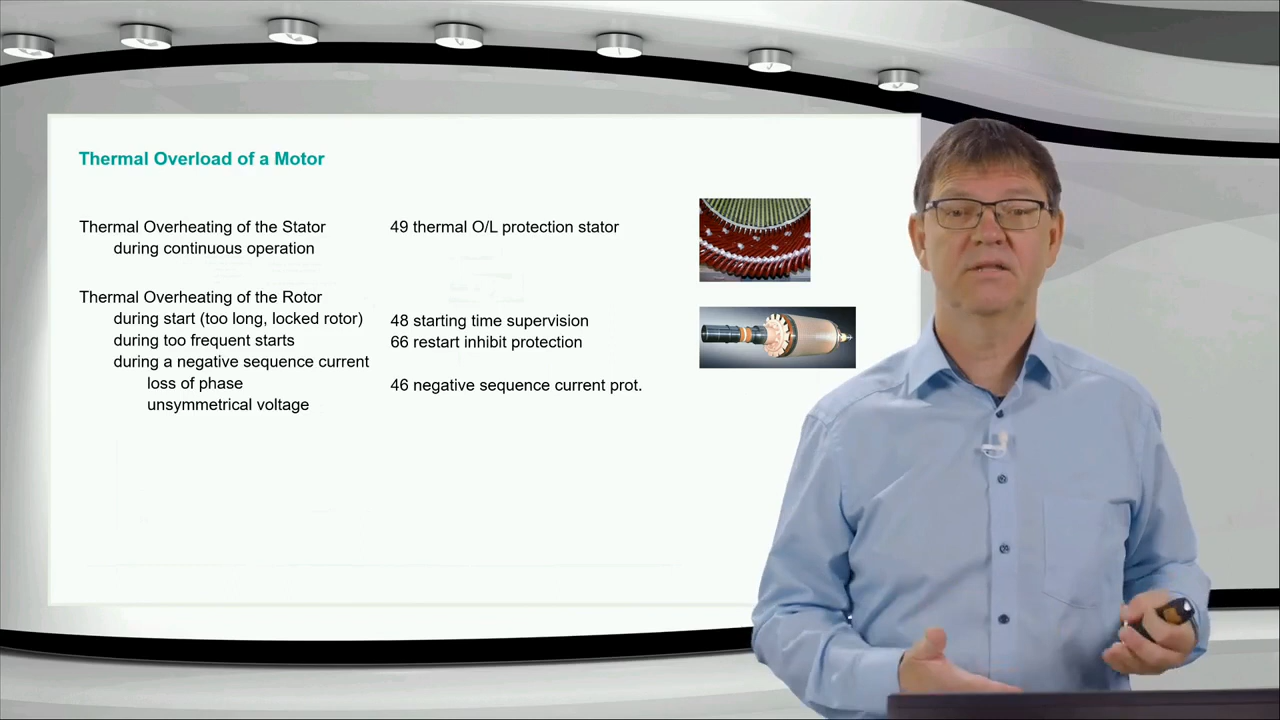 Thermal Overload of a Motor
Thermal Overheating of the Stator
49 thermal O/L protection stator
during continuous operation
Thermal Overheating of the Rotor
during start (too long, locked rotor)
48 starting time supervision
during too frequent starts
66 restart inhibit protection
during a negative sequence current
loss of phase
46 negative sequence current prot.
unsymmetrical voltage